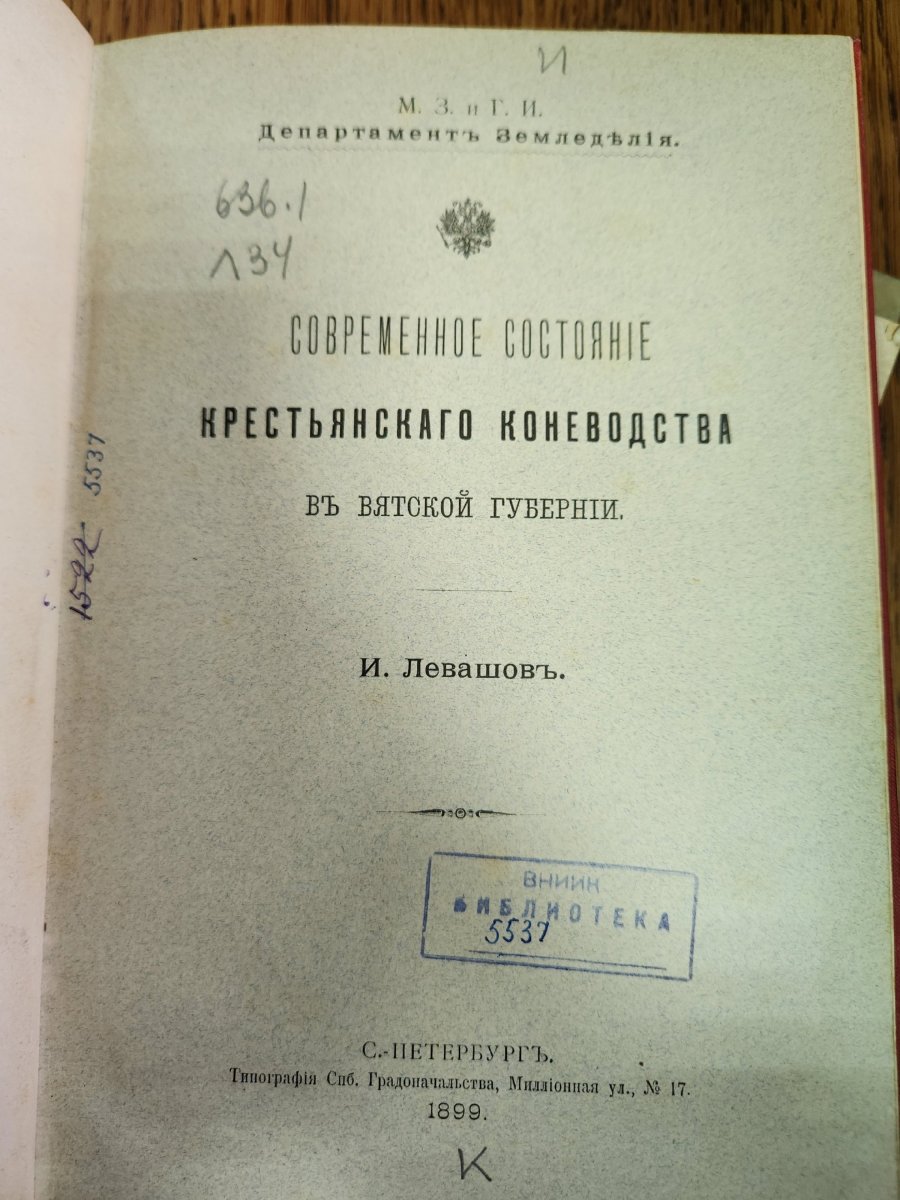 И
М. З. и Г. И.
Департаментъ Земледѣлія.
636.1
Л34
СОВРЕМЕННОЕ СОСТОЯНІЕ
КРЕСТЬЯНСКАГО КОНЕВОДСТВА
ВЪ ВЯТСКОЙ ГУБЕРНІИ.
1522 5537
И. Левашовъ.
ВНИИК
БИБЛИОТЕКА
5537
С.-ПЕТЕРБУРГЪ.
Типографія Спб. Градоначальства, Милліонная ул., № 17.
1899.
К